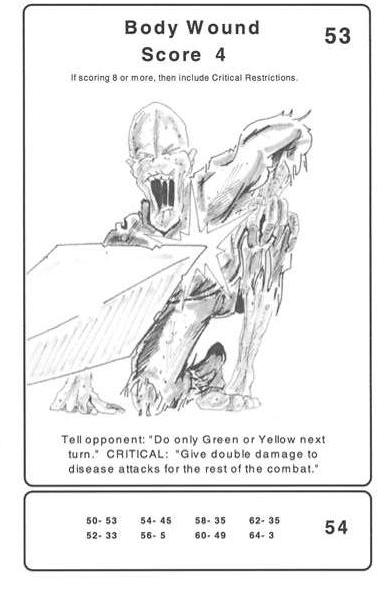 Body Wound
53
Score 4
If scoring 8 or more, then include Critical Restrictions.
Tell opponent: "Do only Green or Yellow next
turn." CRITICAL: "Give double damage to
disease attacks for the rest of the combat."
50- 53 54- 45 58- 35 62- 35
54
52- 33 56- 5 60- 49 64- 3